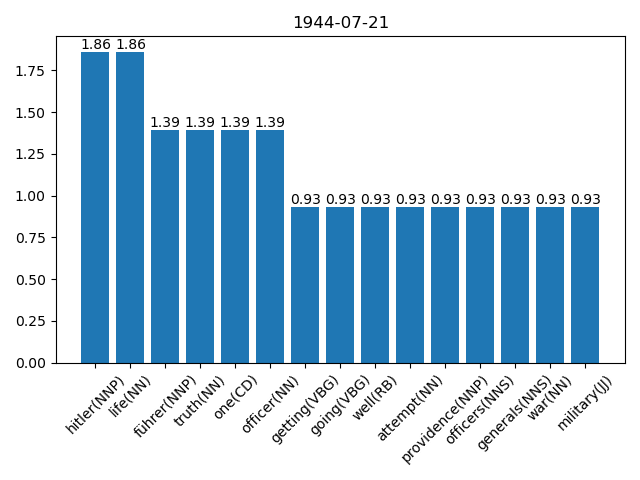 1944-07-21
1.86 1.86
1.39 1.39 1.39 1.39
0.93 0.93 0.93 0.93 0.93 0.93 0.93 0.93 0.93
1.75
1.50
1.25
1.00
0.75
0.50
0.25
0.00
hitler(NNP)
life(NN)
führer(NNP)
truth(NN)
one(CD)
officer(NN)
getting(VBG)
going(VBG)
well(RB)
attempt(NN)
providence(NNP)
officers(NNS)
generals(NNS)
war(NN)
military(JJ)